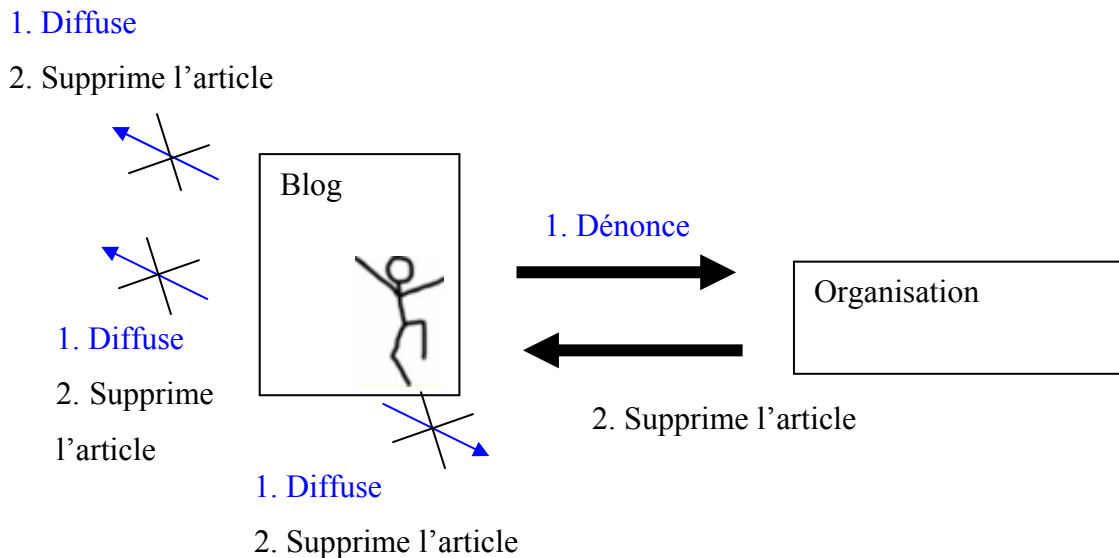 1. Diffuse
2. Supprime l’article
Blog
1. Dénonce
Organisation
1. Diffuse
2. Supprime
l’article
2. Supprime l’article
1. Diffuse
2. Supprime l’article